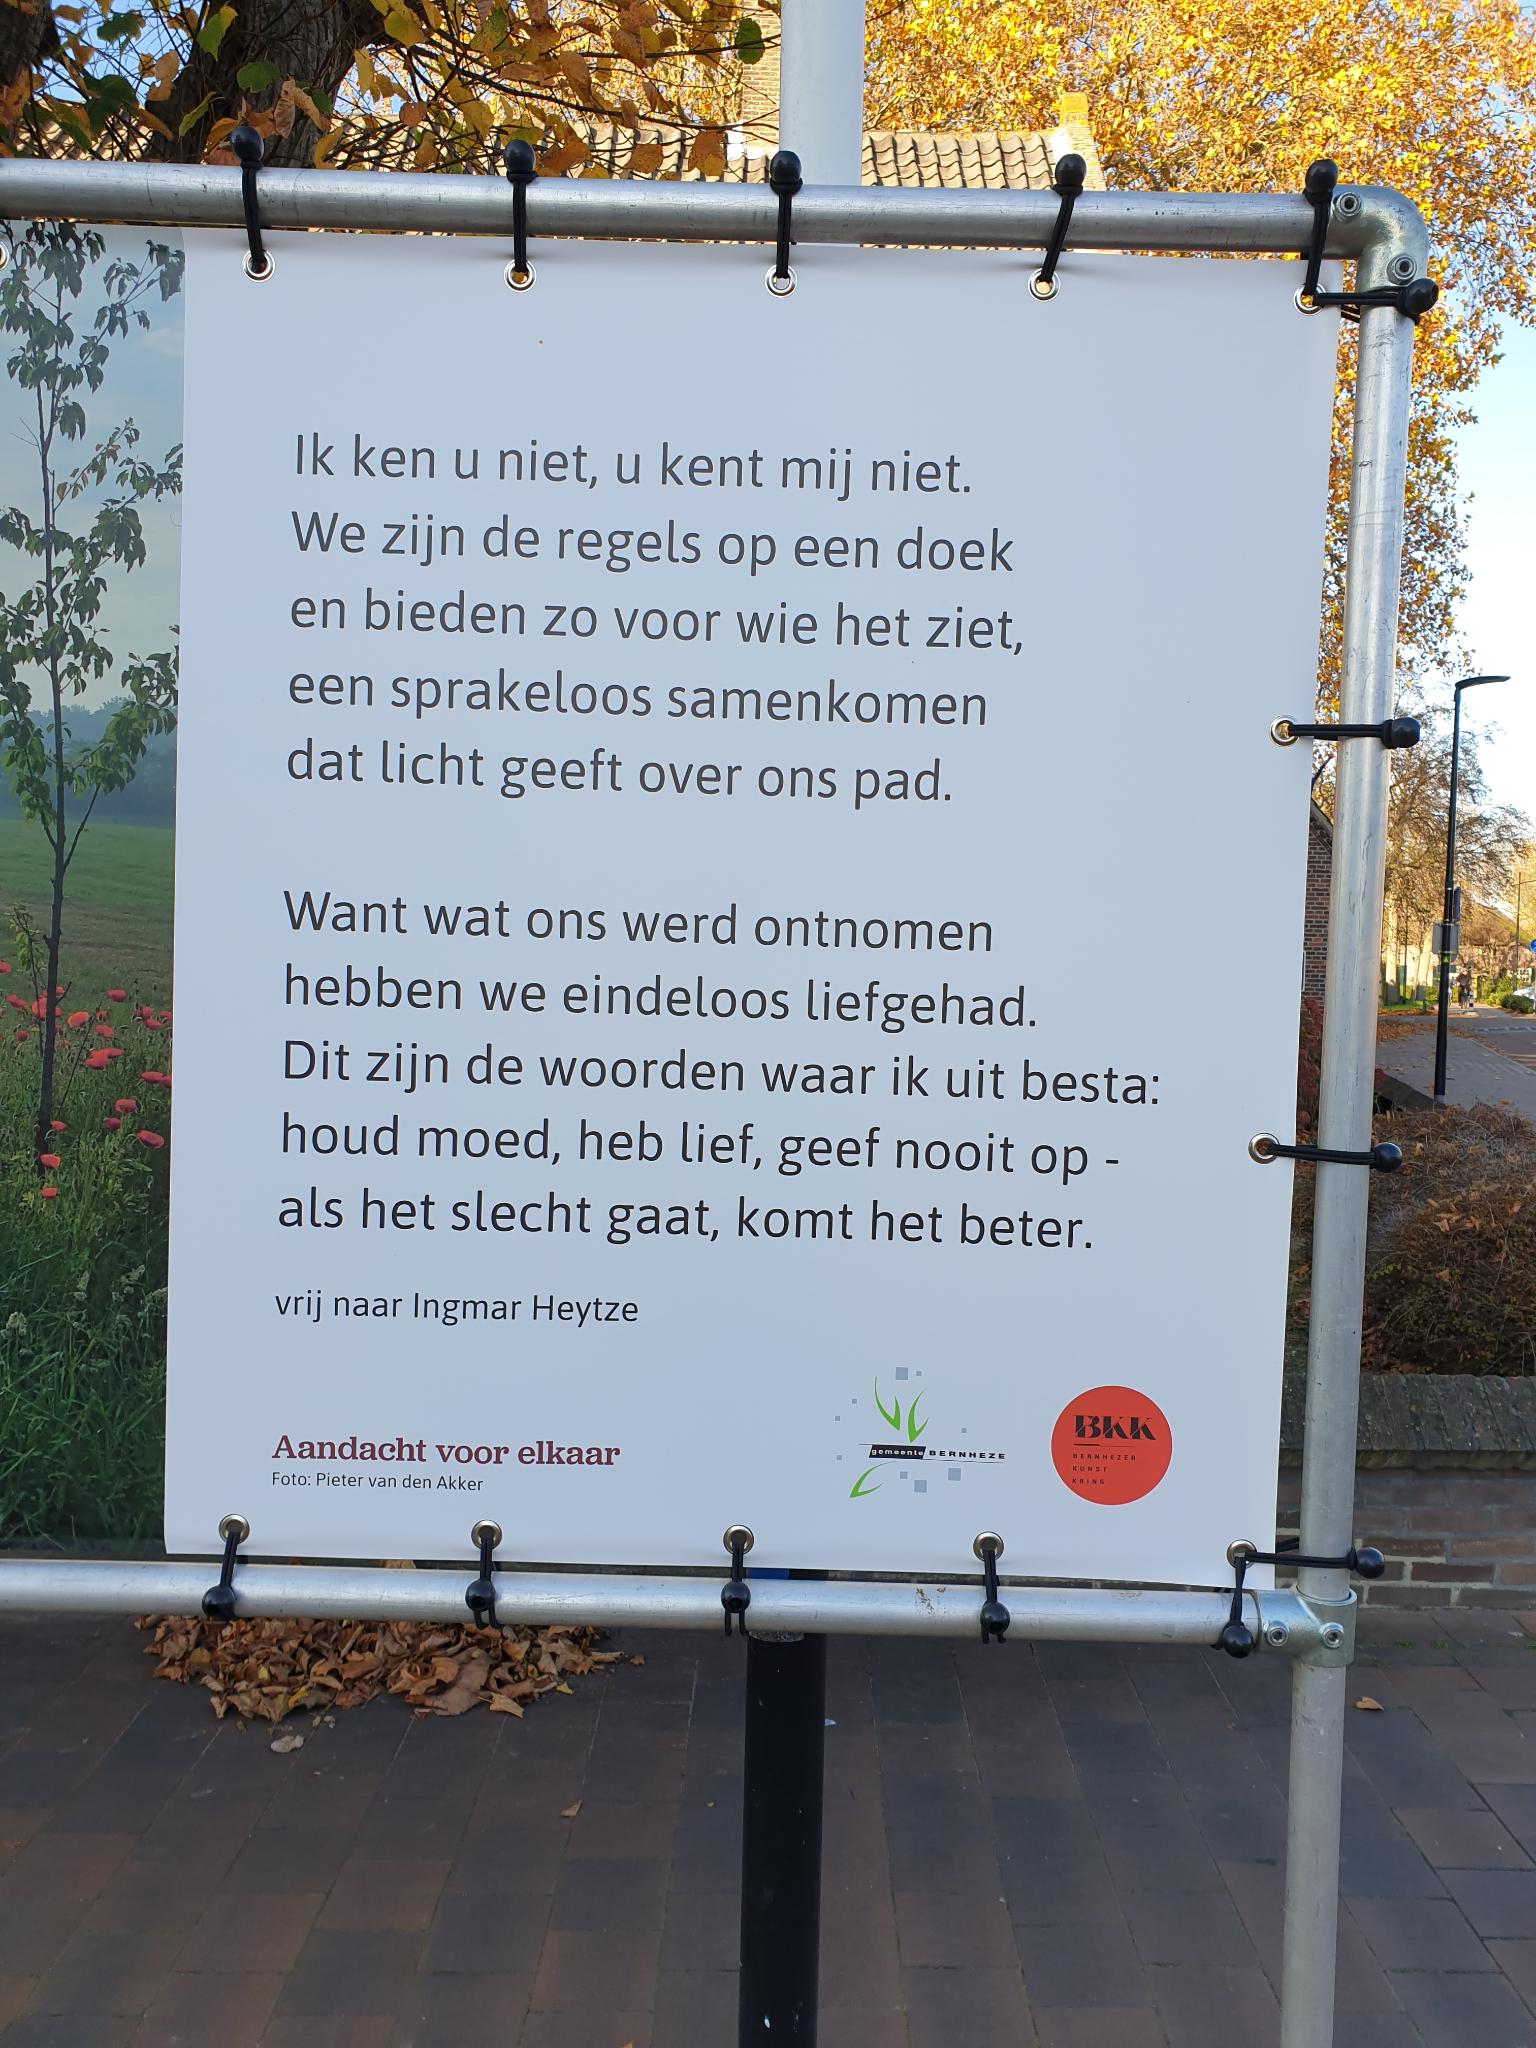 Ik ken u niet, u kent mij niet.
We zijn de regels op een doek
en bieden zo voor wie het ziet,
een sprakeloos samenkomen
dat licht geeft over ons pad.
Want wat ons werd ontnomen
hebben we eindeloos liefgehad.
Dit zijn de woorden waar ik uit besta:
houd moed, heb lief, geef nooit op -
als het slecht gaat, komt het beter.
vrij naar Ingmar Heytze
Aandacht voor elkaar
Foto: Pieter van den Akker
gemeente BERNHEZE
BKK
BERNHEZER
KUNST
KRING